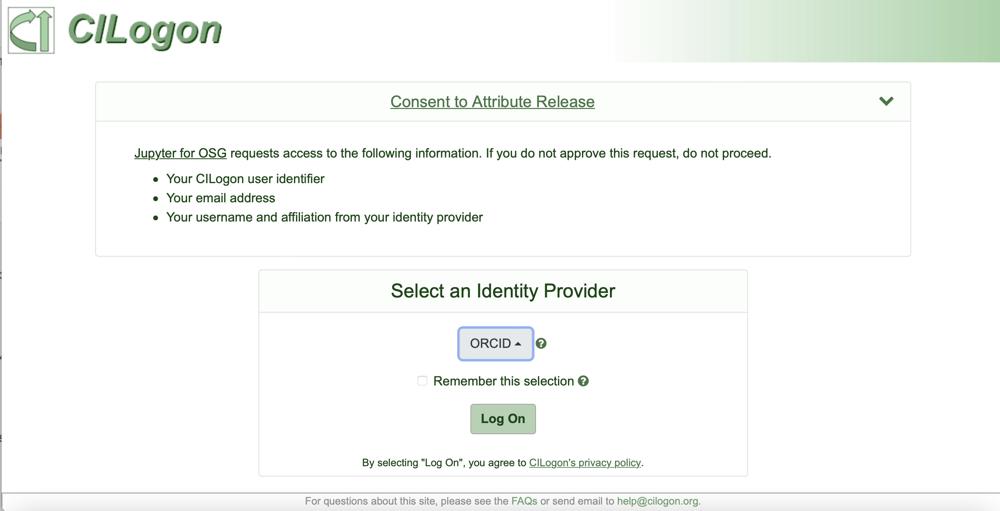 CILogon
Consent to Attribute Release
Jupyter for OSG requests access to the following information. If you do not approve this request, do not proceed.
Your CILogon user identifier
Your email address
Your username and affiliation from your identity provider
Select an Identity Provider
ORCID
Remember this selection
Log On
By selecting "Log On", you agree to CILogon's privacy policy.
For questions about this site, please see the FAQs or send email to help@cilogon.org.